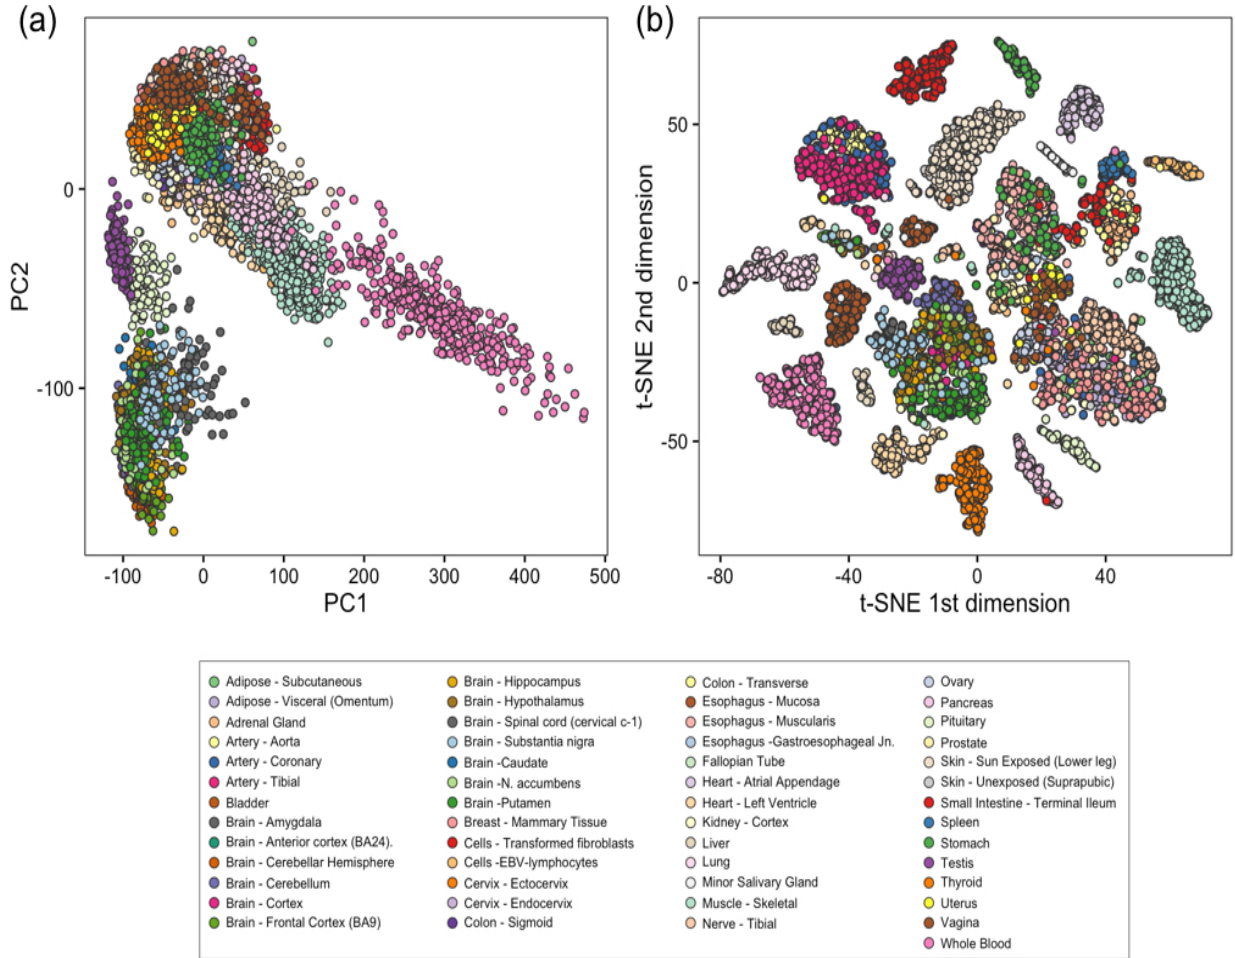 (a)
(b)
0
-100
PC2
-100
0
100
200
300
400
500
PC1
50
0
-50
t-SNE 2nd dimension
-80
-40
0
40
t-SNE 1st dimension
Adipose - Subcutaneous
Adipose - Visceral (Omentum)
Adrenal Gland
Artery - Aorta
Artery - Coronary
Artery - Tibial
Bladder
Brain - Amygdala
Brain - Anterior cortex (BA24).
Brain - Cerebellar Hemisphere
Brain - Cerebellum
Brain - Cortex
Brain - Frontal Cortex (BA9)
Brain - Hippocampus
Brain - Hypothalamus
Brain - Spinal cord (cervical c-1)
Brain - Substantia nigra
Brain -Caudate
Brain -N. accumbens
Brain -Putamen
Breast - Mammary Tissue
Cells - Transformed fibroblasts
Cells -EBV-lymphocytes
Cervix - Ectocervix
Cervix - Endocervix
Colon - Sigmoid
Colon - Transverse
Esophagus - Mucosa
Esophagus - Muscularis
Esophagus -Gastroesophageal Jn.
Fallopian Tube
Heart - Atrial Appendage
Heart - Left Ventricle
Kidney - Cortex
Liver
Lung
Minor Salivary Gland
Muscle - Skeletal
Nerve - Tibial
Ovary
Pancreas
Pituitary
Prostate
Skin - Sun Exposed (Lower leg)
Skin - Unexposed (Suprapubic)
Small Intestine - Terminal Ileum
Spleen
Stomach
Testis
Thyroid
Uterus
Vagina
Whole Blood